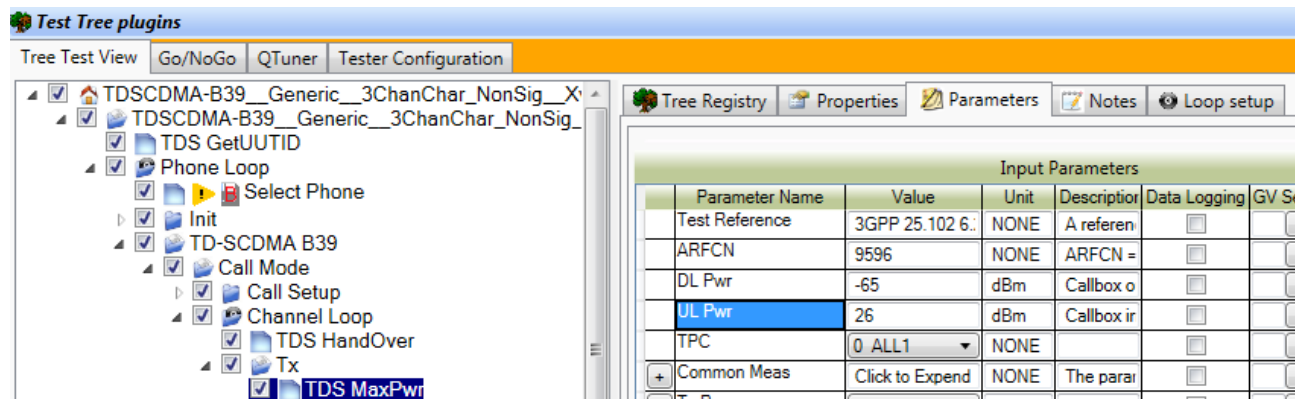 Test Tree plugins
Tree Test View Go/NoGo QTuner Tester Configuration
TDSCDMA-B39__Generic__3ChanChar_NonSig__X
TDSCDMA-B39__Generic__3ChanChar_NonSig_
TDS GetUUTID
Phone Loop
Select Phone
Init
TD-SCDMA B39
Call Mode
Call Setup
Channel Loop
TDS HandOver
Tx
TDS MaxPwr
Tree Registry Properties Parameters Notes Loop setup
Input Parameters
Parameter Name Value Unit Description Data Logging GV S
Test Reference 3GPP 25.102 6. NONE A referen
ARFCN 9596 NONE ARFCN =
DL Pwr -65 dBm Callbox o
UL Pwr 26 dBm Callbox ir
TPC 0 ALL1 NONE
+ Common Meas Click to Expend NONE The parar